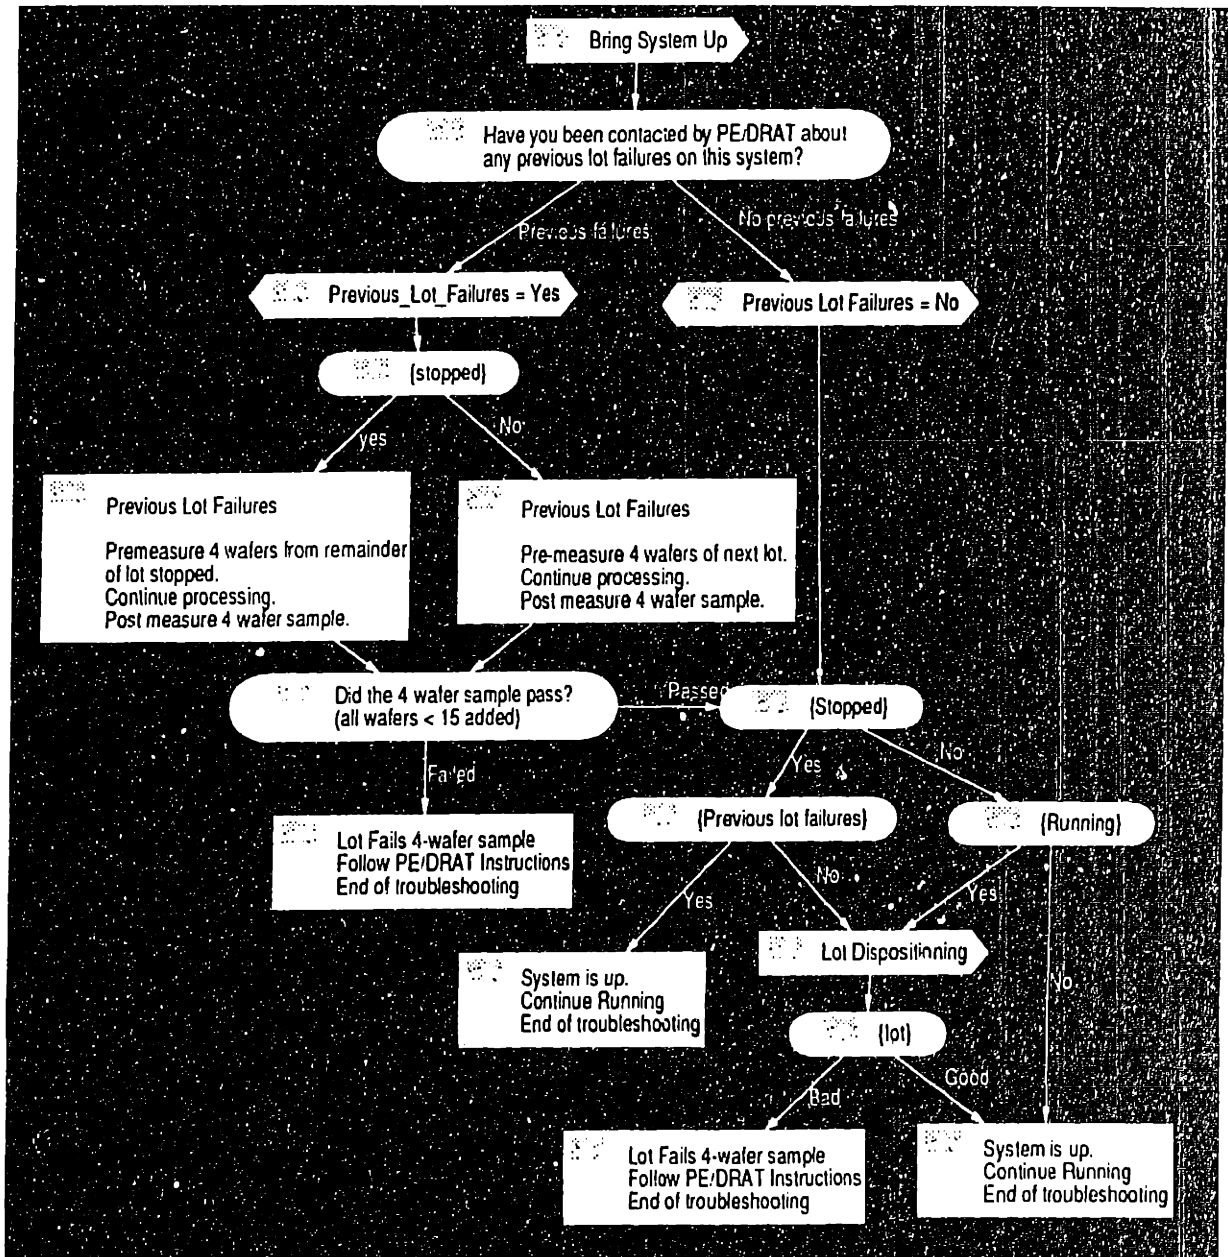 Bring System Up
Have you been contacted by PE/DRAT about
any previous lot failures on this system?
Previous failures
No previous failures
Previous_Lot_Failures = Yes
Previous Lot Failures = No
{stopped}
yes
No
Previous Lot Failures
Premeasure 4 wafers from remainder
of lot stopped.
Continue processing.
Post measure 4 wafer sample.
Previous Lot Failures
Pre-measure 4 wafers of next lot.
Continue processing.
Post measure 4 wafer sample.
Did the 4 wafer sample pass?
(all wafers < 15 added)
Passed
{Stopped}
Failed
Yes
No
Lot Fails 4-wafer sample
Follow PE/DRAT Instructions
End of troubleshooting
{Previous lot failures}
{Running}
Yes
No
Yes
No
System is up.
Continue Running
End of troubleshooting
Lot Dispositioning
{lot}
Bad
Good
Lot Fails 4-wafer sample
Follow PE/DRAT Instructions
End of troubleshooting
System is up.
Continue Running
End of troubleshooting